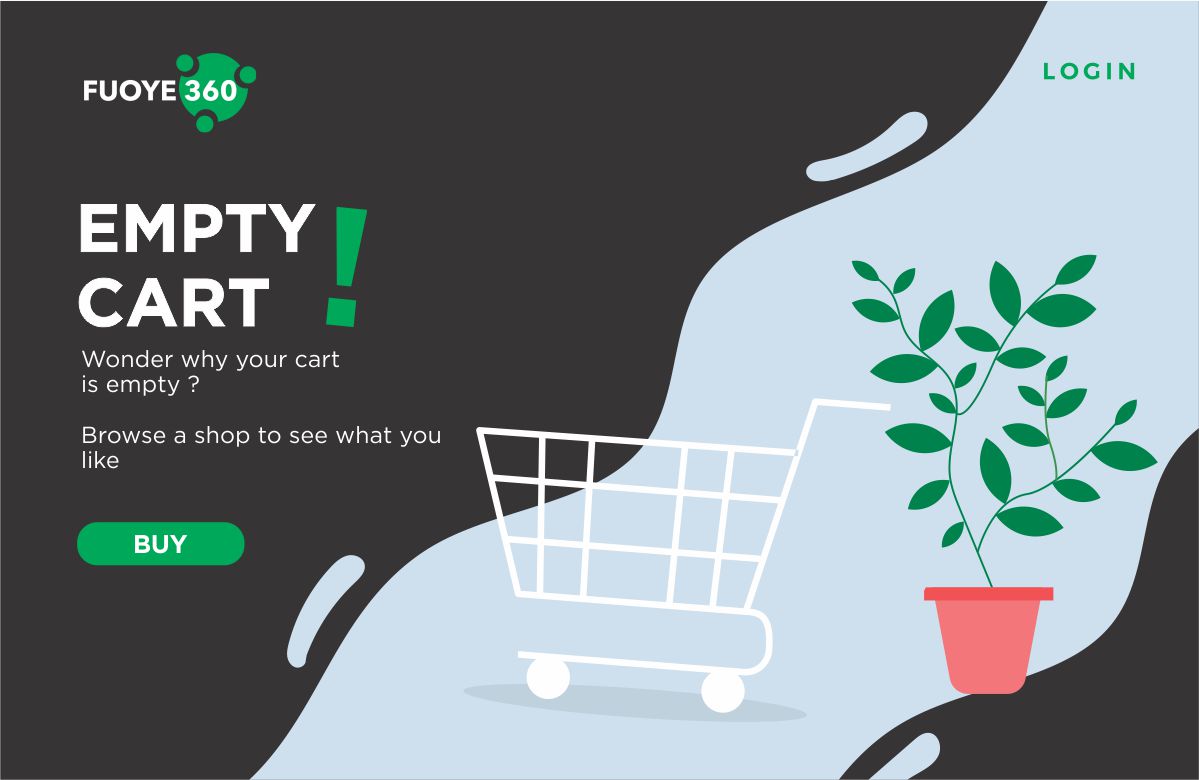 FUOYE 360
LOGIN
EMPTY
CART !
Wonder why your cart
is empty ?
Browse a shop to see what you
like
BUY